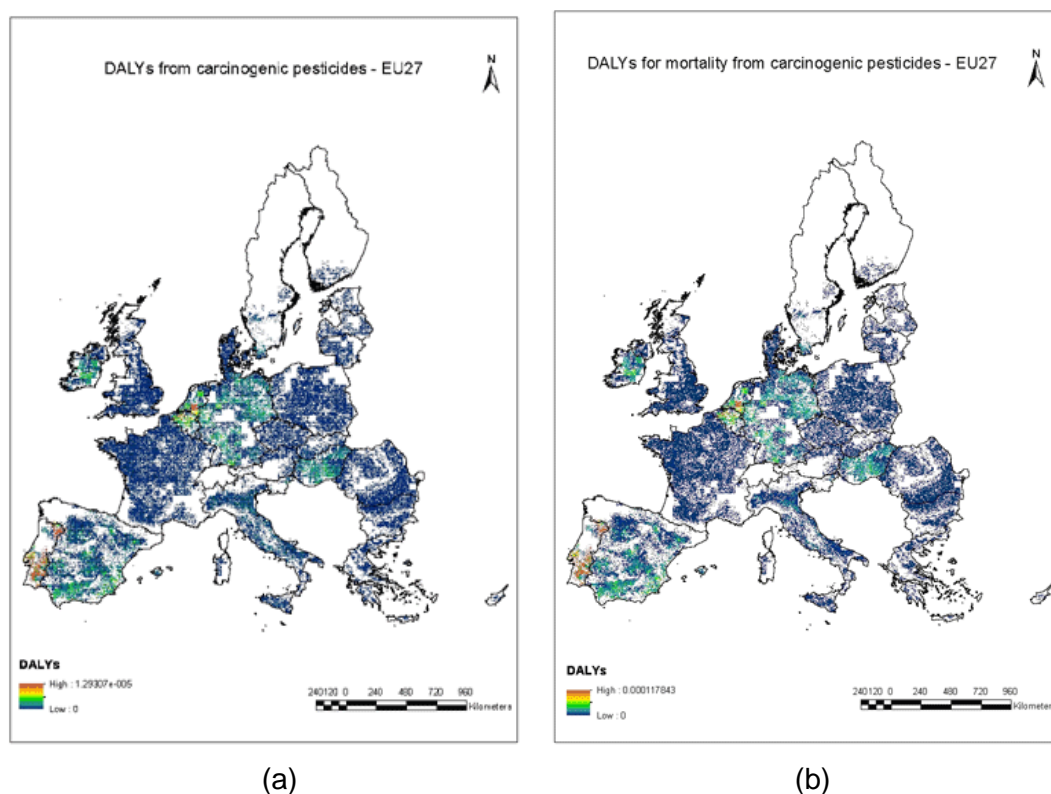 DALYs from carcinogenic pesticides - EU27
N
DALYs
High : 1.29307e-005
Low : 0
240120 0 240 480 720 960
Kilometers
(a)
DALYs for mortality from carcinogenic pesticides - EU27
N
DALYs
High : 0.000117843
Low : 0
240120 0 240 480 720 960
Kilometers
(b)